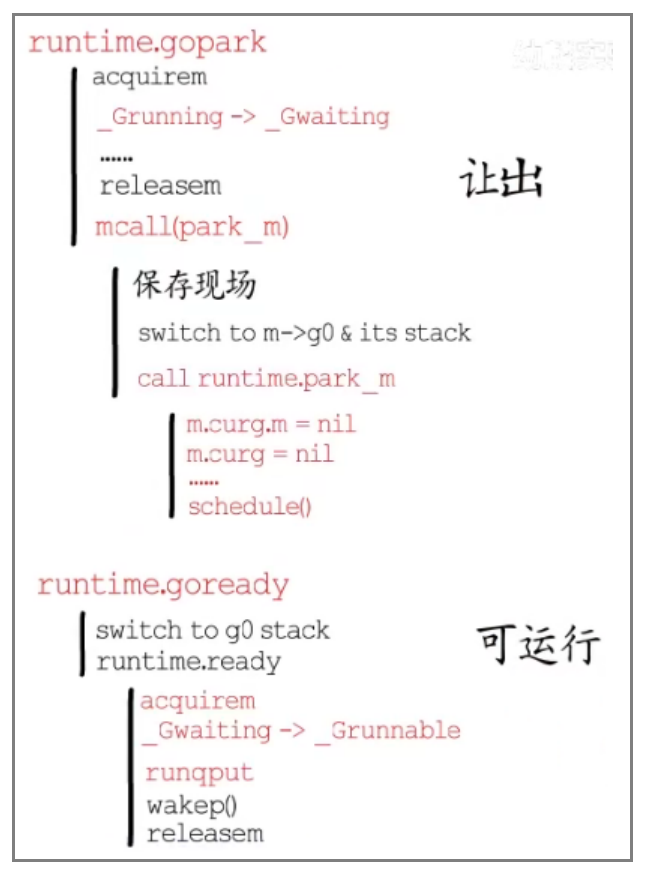 runtime.gopark
acquirem
_Grunning -> _Gwaiting
......
releasem
让出
mcall(park_m)
保存现场
switch to m->g0 & its stack
call runtime.park_m
m.curg.m = nil
m.curg = nil
......
schedule()
runtime.goready
switch to g0 stack
可运行
runtime.ready
acquirem
_Gwaiting -> _Grunnable
runqput
wakep()
releasem